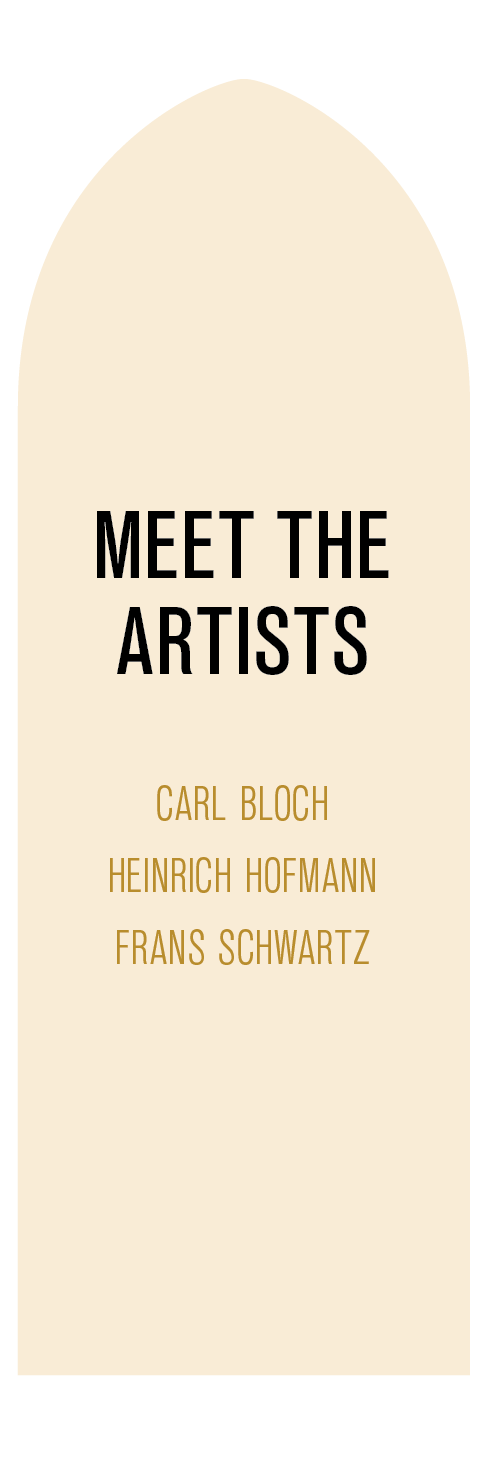 MEET THE
ARTISTS
CARL BLOCH
HEINRICH HOFMANN
FRANS SCHWARTZ